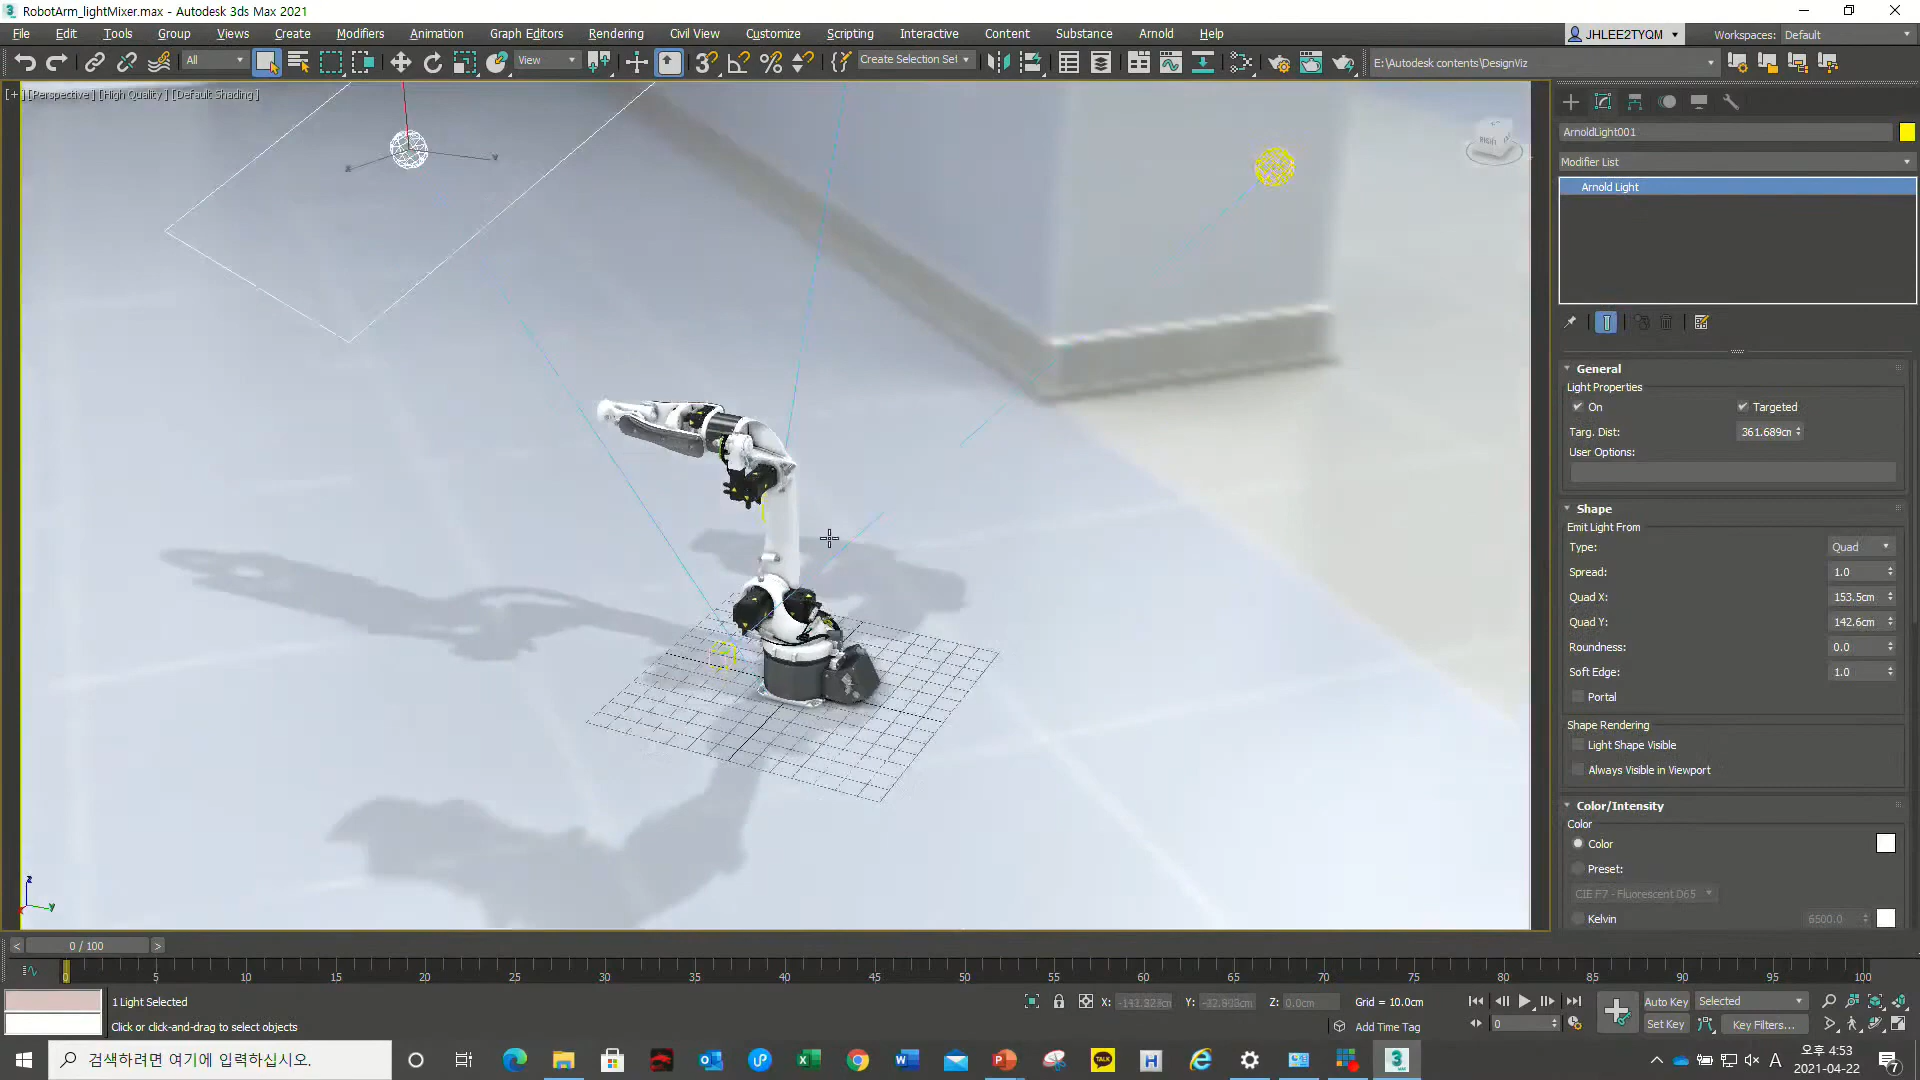 RobotArm_lightMixer.max - Autodesk 3ds Max 2021
File Edit Tools Group Views Create Modifiers Animation Graph Editors Rendering Civil View Customize Scripting Interactive Content Substance Arnold Help
JHLEE2TYQM Workspaces: Default
All View Create Selection Set E:\Autodesk contents\DesignViz
[+] [Perspective] [High Quality] [Default Shading]
ArnoldLight001
Modifier List
Arnold Light
General
Light Properties
On Targeted
Targ. Dist: 361.689cm
User Options:
Shape
Emit Light From
Type: Quad
Spread: 1.0
Quad X: 153.5cm
Quad Y: 142.6cm
Roundness: 0.0
Soft Edge: 1.0
Portal
Shape Rendering
Light Shape Visible
Always Visible in Viewport
Color/Intensity
Color
Color
Preset:
CIE F7 - Fluorescent D65
Kelvin 6500.0
z
y
0 / 100
0 5 10 15 20 25 30 35 40 45 50 55 60 65 70 75 80 85 90 95 100
1 Light Selected X: Y: Z: 0.0cm Grid = 10.0cm Auto Key Selected
Click or click-and-drag to select objects Add Time Tag 0 Set Key Key Filters...
검색하려면 여기에 입력하십시오.
TALK
A 오후 4:53
2021-04-22
7